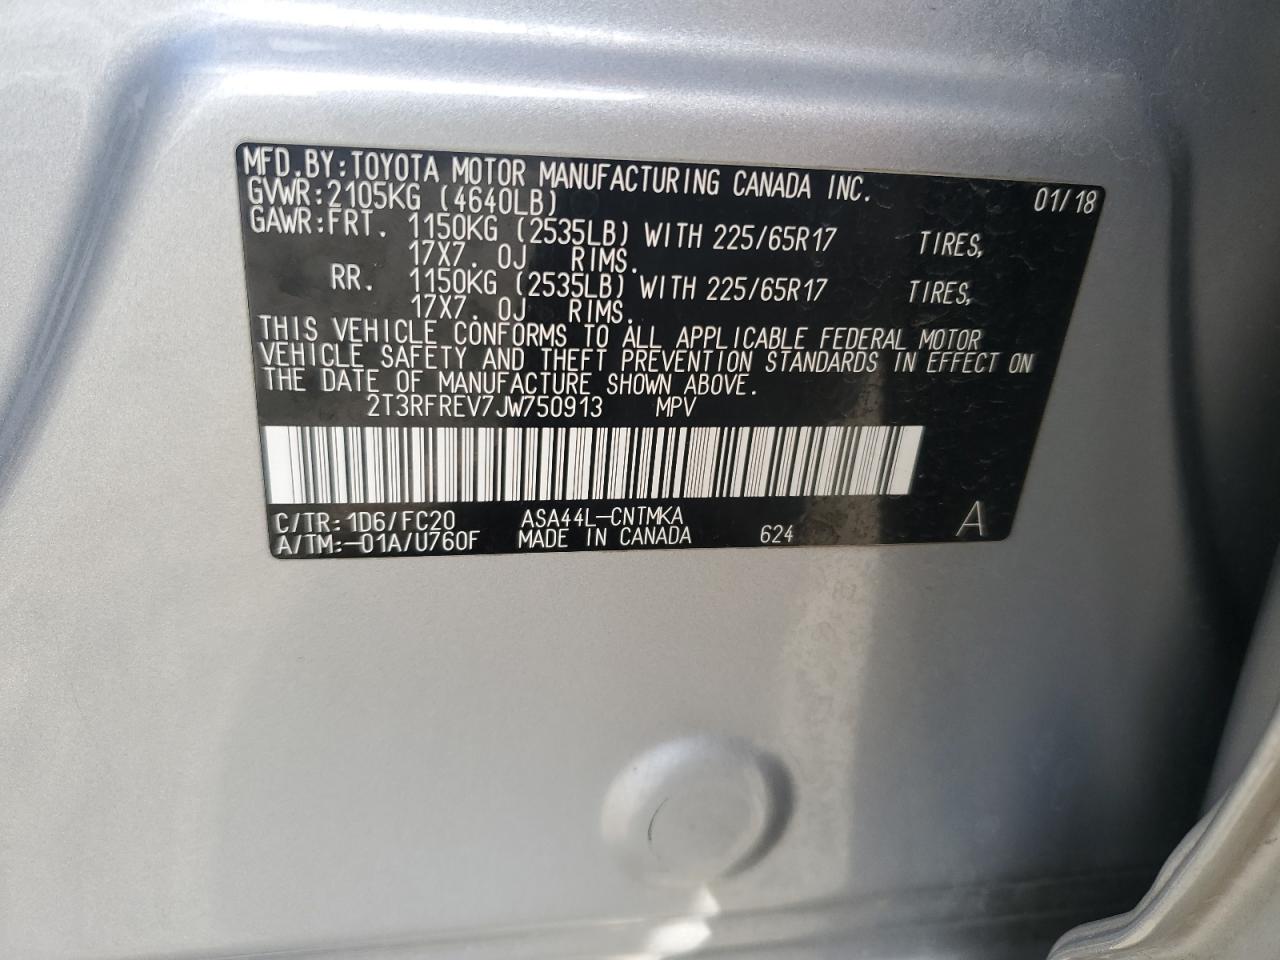 MFD.BY:TOYOTA MOTOR MANUFACTURING CANADA INC. 01/18
GVWR:2105KG (4640LB)
GAWR:FRT. 1150KG (2535LB) WITH 225/65R17 TIRES,
17X7.0J RIMS.
RR. 1150KG (2535LB) WITH 225/65R17 TIRES,
17X7.0J RIMS.
THIS VEHICLE CONFORMS TO ALL APPLICABLE FEDERAL MOTOR
VEHICLE SAFETY AND THEFT PREVENTION STANDARDS IN EFFECT ON
THE DATE OF MANUFACTURE SHOWN ABOVE.
2T3RFREV7JW750913 MPV
C/TR: 1D6/FC20 ASA44L-CNTMKA
A/TM:-01A/U760F MADE IN CANADA 624 A